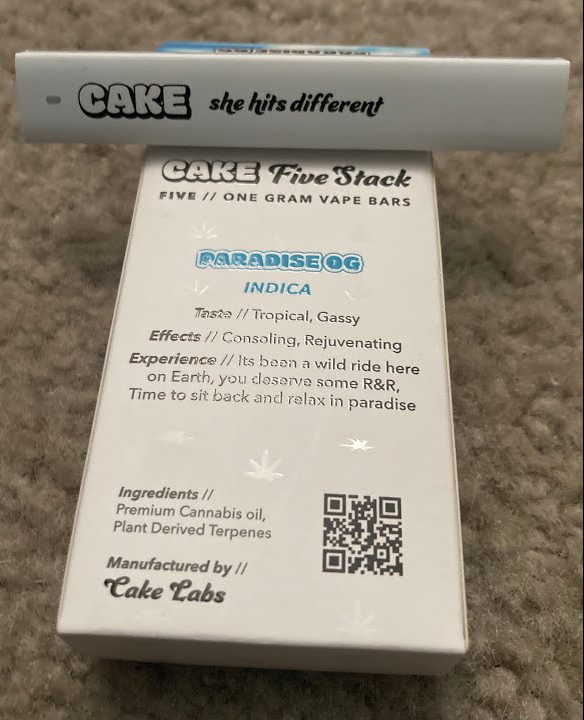 CAKE she hits different
CAKE Five Stack
FIVE // ONE GRAM VAPE BARS
PARADISE OG
INDICA
Taste // Tropical, Gassy
Effects // Consoling, Rejuvenating
Experience // Its been a wild ride here
on Earth, you deserve some R&R,
Time to sit back and relax in paradise
Ingredients //
Premium Cannabis oil,
Plant Derived Terpenes
Manufactured by //
Cake Labs